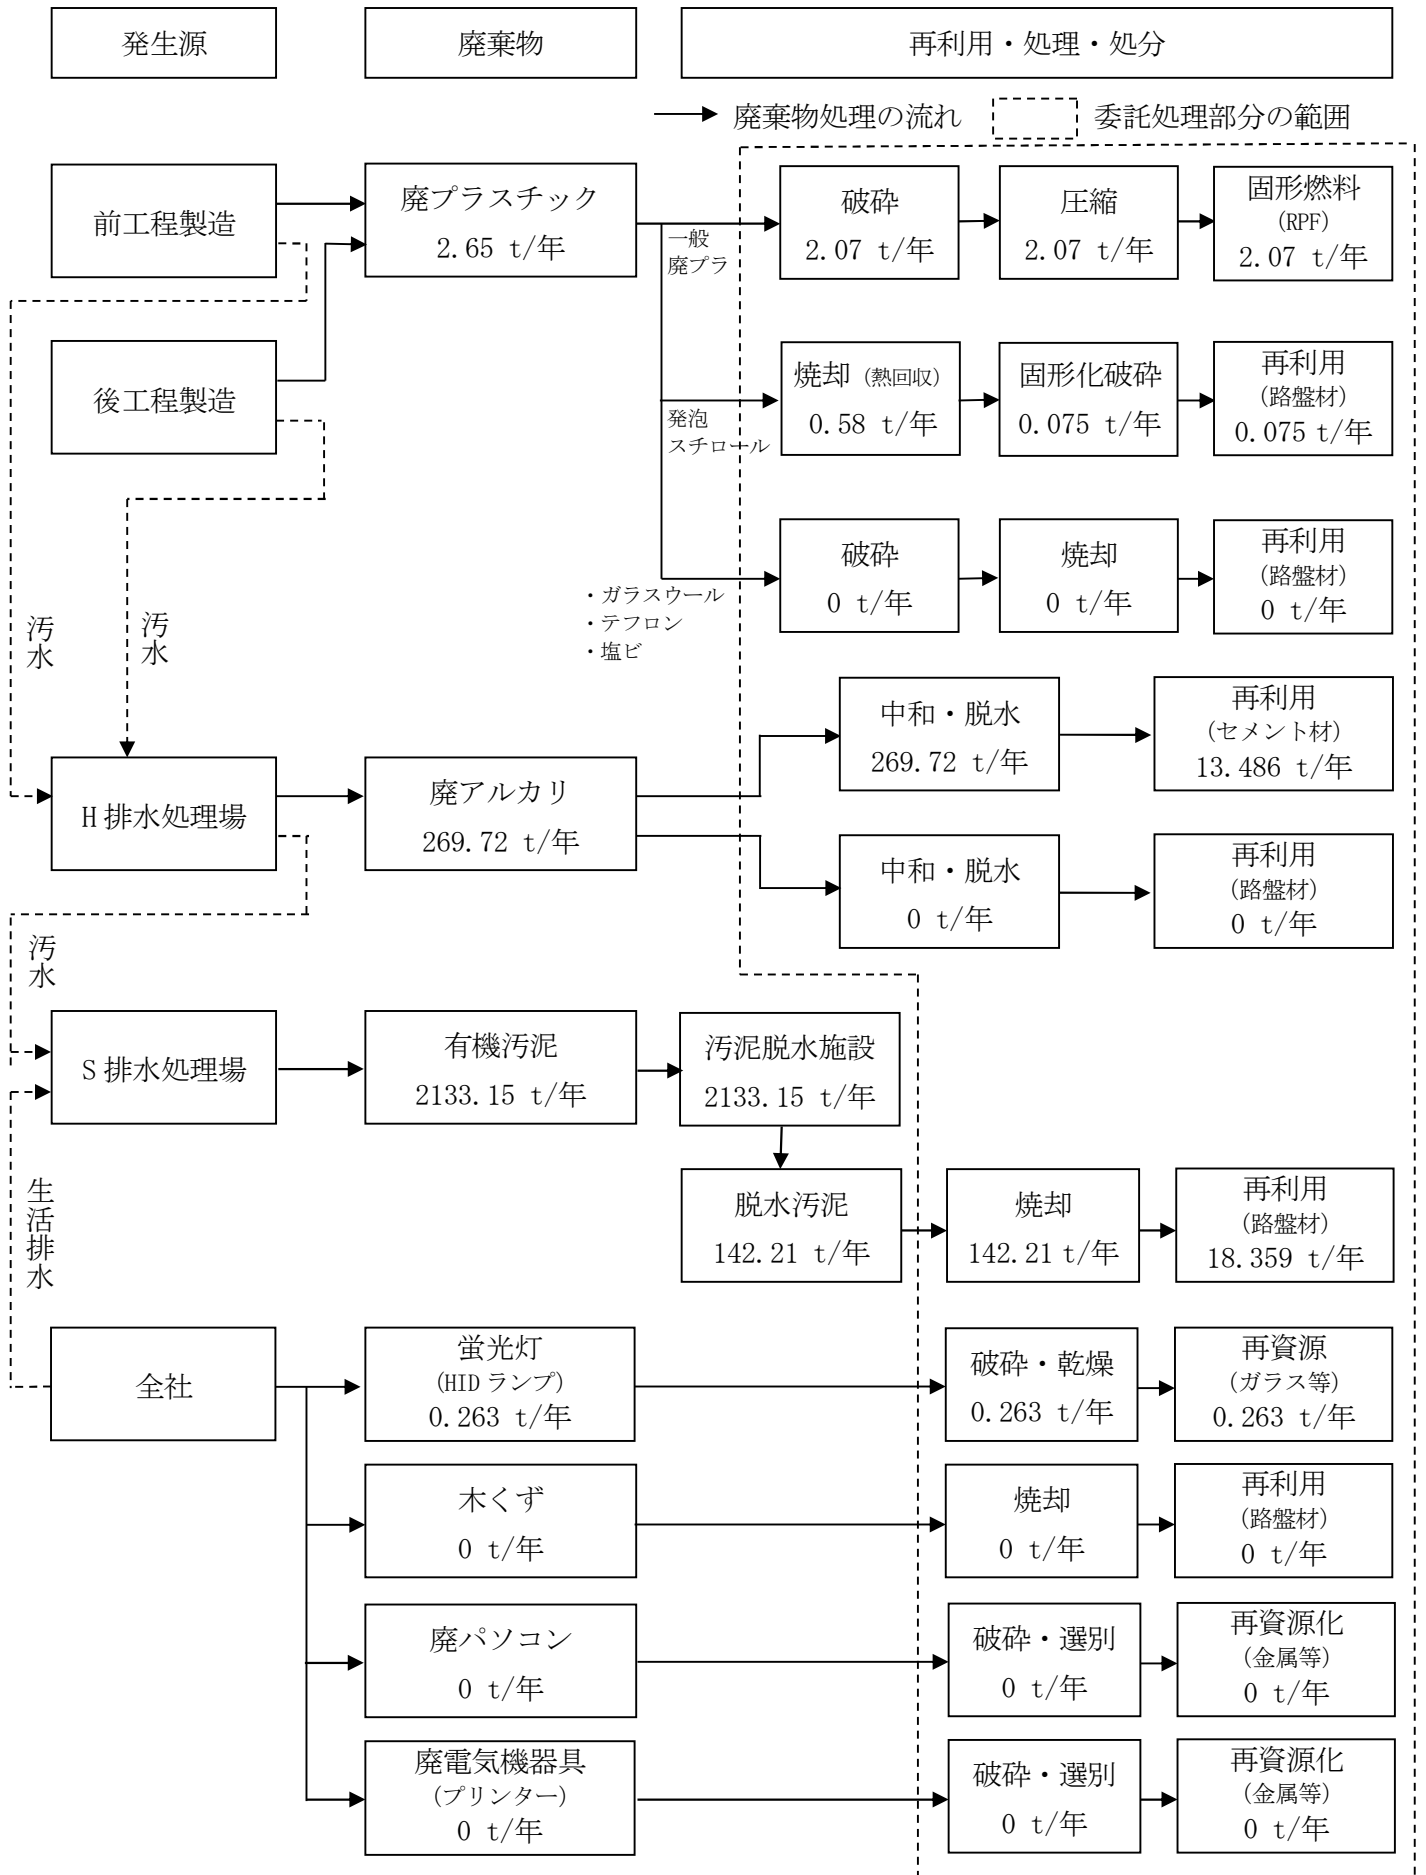 発生源
廃棄物
再利用・処理・処分
廃棄物処理の流れ
委託処理部分の範囲
前工程製造
廃プラスチック
2.65 t/年
一般
廃プラ
破砕
2.07 t/年
圧縮
2.07 t/年
固形燃料
(RPF)
2.07 t/年
後工程製造
発泡
スチロール
焼却 (熱回収)
0.58 t/年
固形化破砕
0.075 t/年
再利用
(路盤材)
0.075 t/年
・ガラスウール
・テフロン
・塩ビ
破砕
0 t/年
焼却
0 t/年
再利用
(路盤材)
0 t/年
汚水
汚水
H排水処理場
廃アルカリ
269.72 t/年
中和・脱水
269.72 t/年
再利用
(セメント材)
13.486 t/年
中和・脱水
0 t/年
再利用
(路盤材)
0 t/年
汚水
S排水処理場
有機汚泥
2133.15 t/年
汚泥脱水施設
2133.15 t/年
脱水汚泥
142.21 t/年
焼却
142.21 t/年
再利用
(路盤材)
18.359 t/年
生活排水
全社
蛍光灯
(HIDランプ)
0.263 t/年
破砕・乾燥
0.263 t/年
再資源
(ガラス等)
0.263 t/年
木くず
0 t/年
焼却
0 t/年
再利用
(路盤材)
0 t/年
廃パソコン
0 t/年
破砕・選別
0 t/年
再資源化
(金属等)
0 t/年
廃電気機器具
(プリンター)
0 t/年
破砕・選別
0 t/年
再資源化
(金属等)
0 t/年